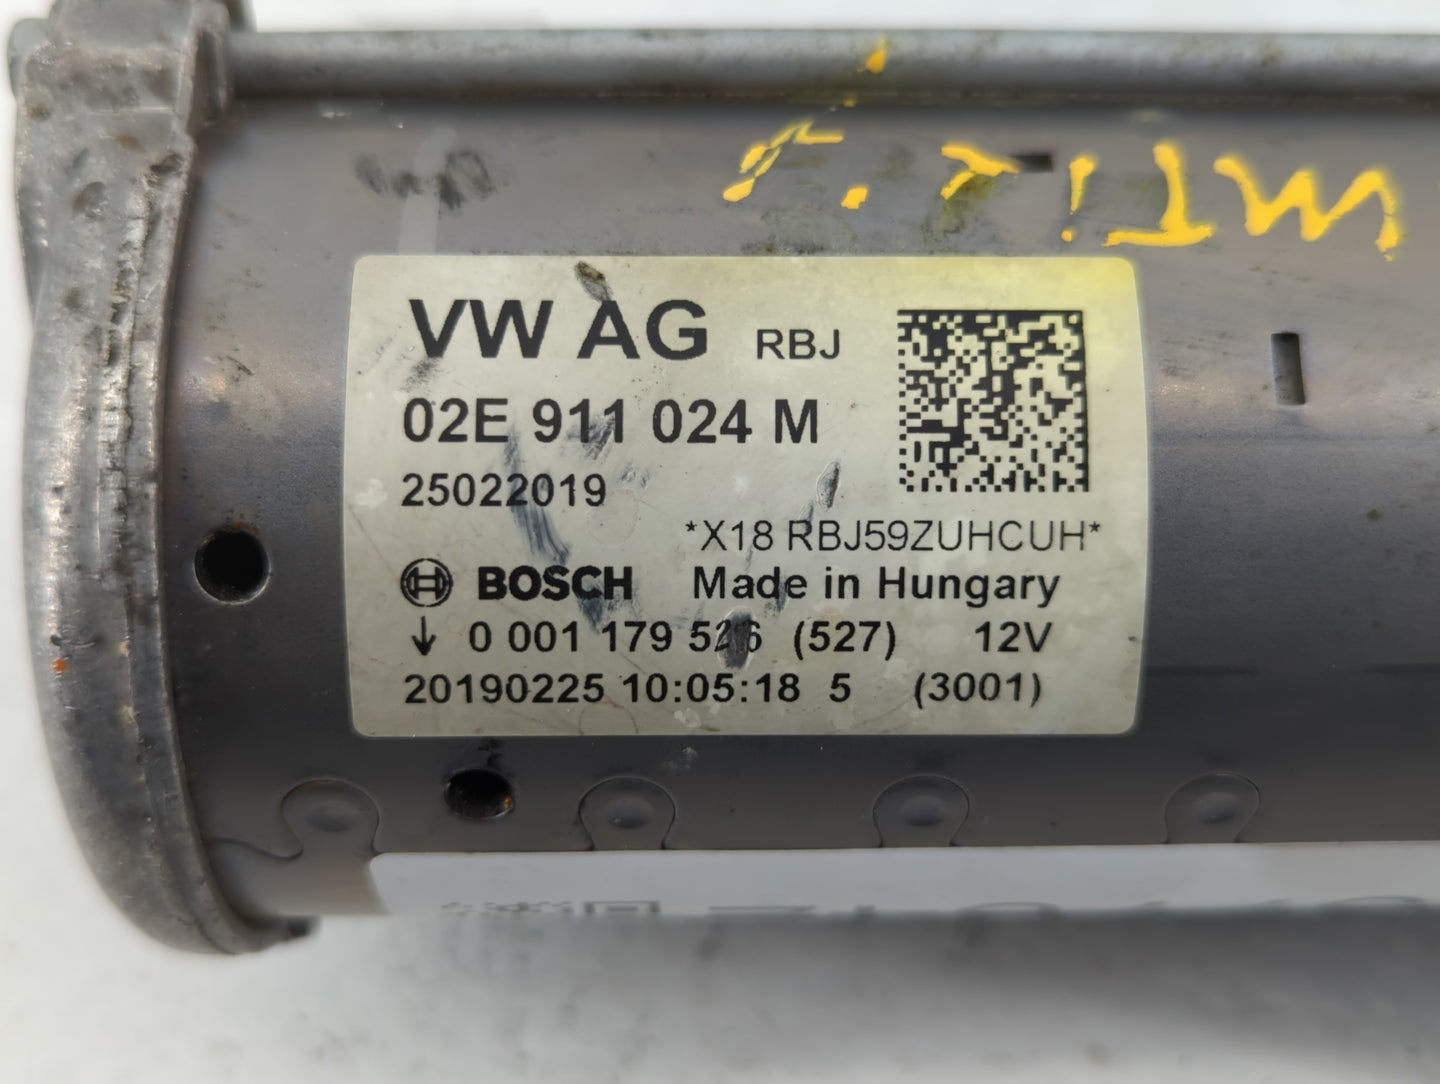 VW AG RBJ
02E 911 024 M
25022019
*X18 RBJ59ZUHCUH*
BOSCH Made in Hungary
0 001 179 526 (527) 12V
20190225 10:05:18 5 (3001)